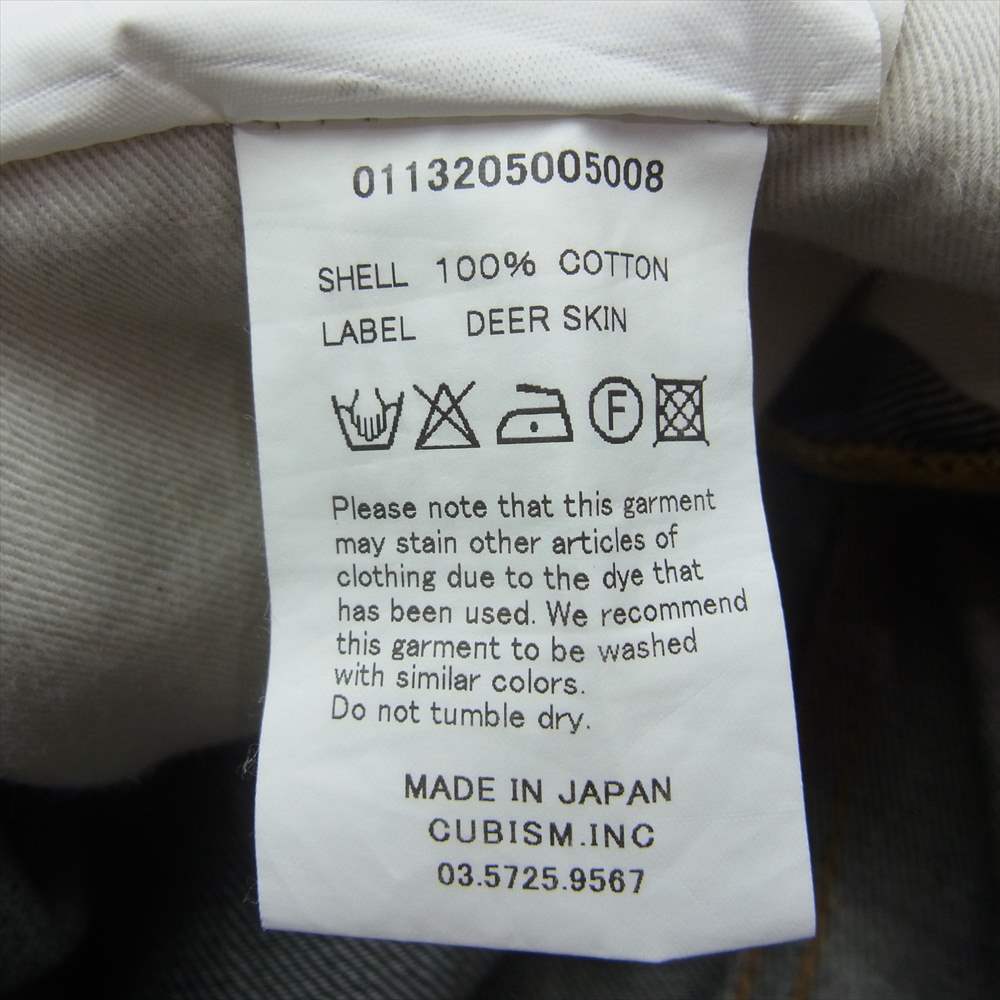 0113205005008
SHELL 100% COTTON
LABEL DEER SKIN
F
Please note that this garment
may stain other articles of
clothing due to the dye that
has been used. We recommend
this garment to be washed
with similar colors.
Do not tumble dry.
MADE IN JAPAN
CUBISM.INC
03.5725.9567